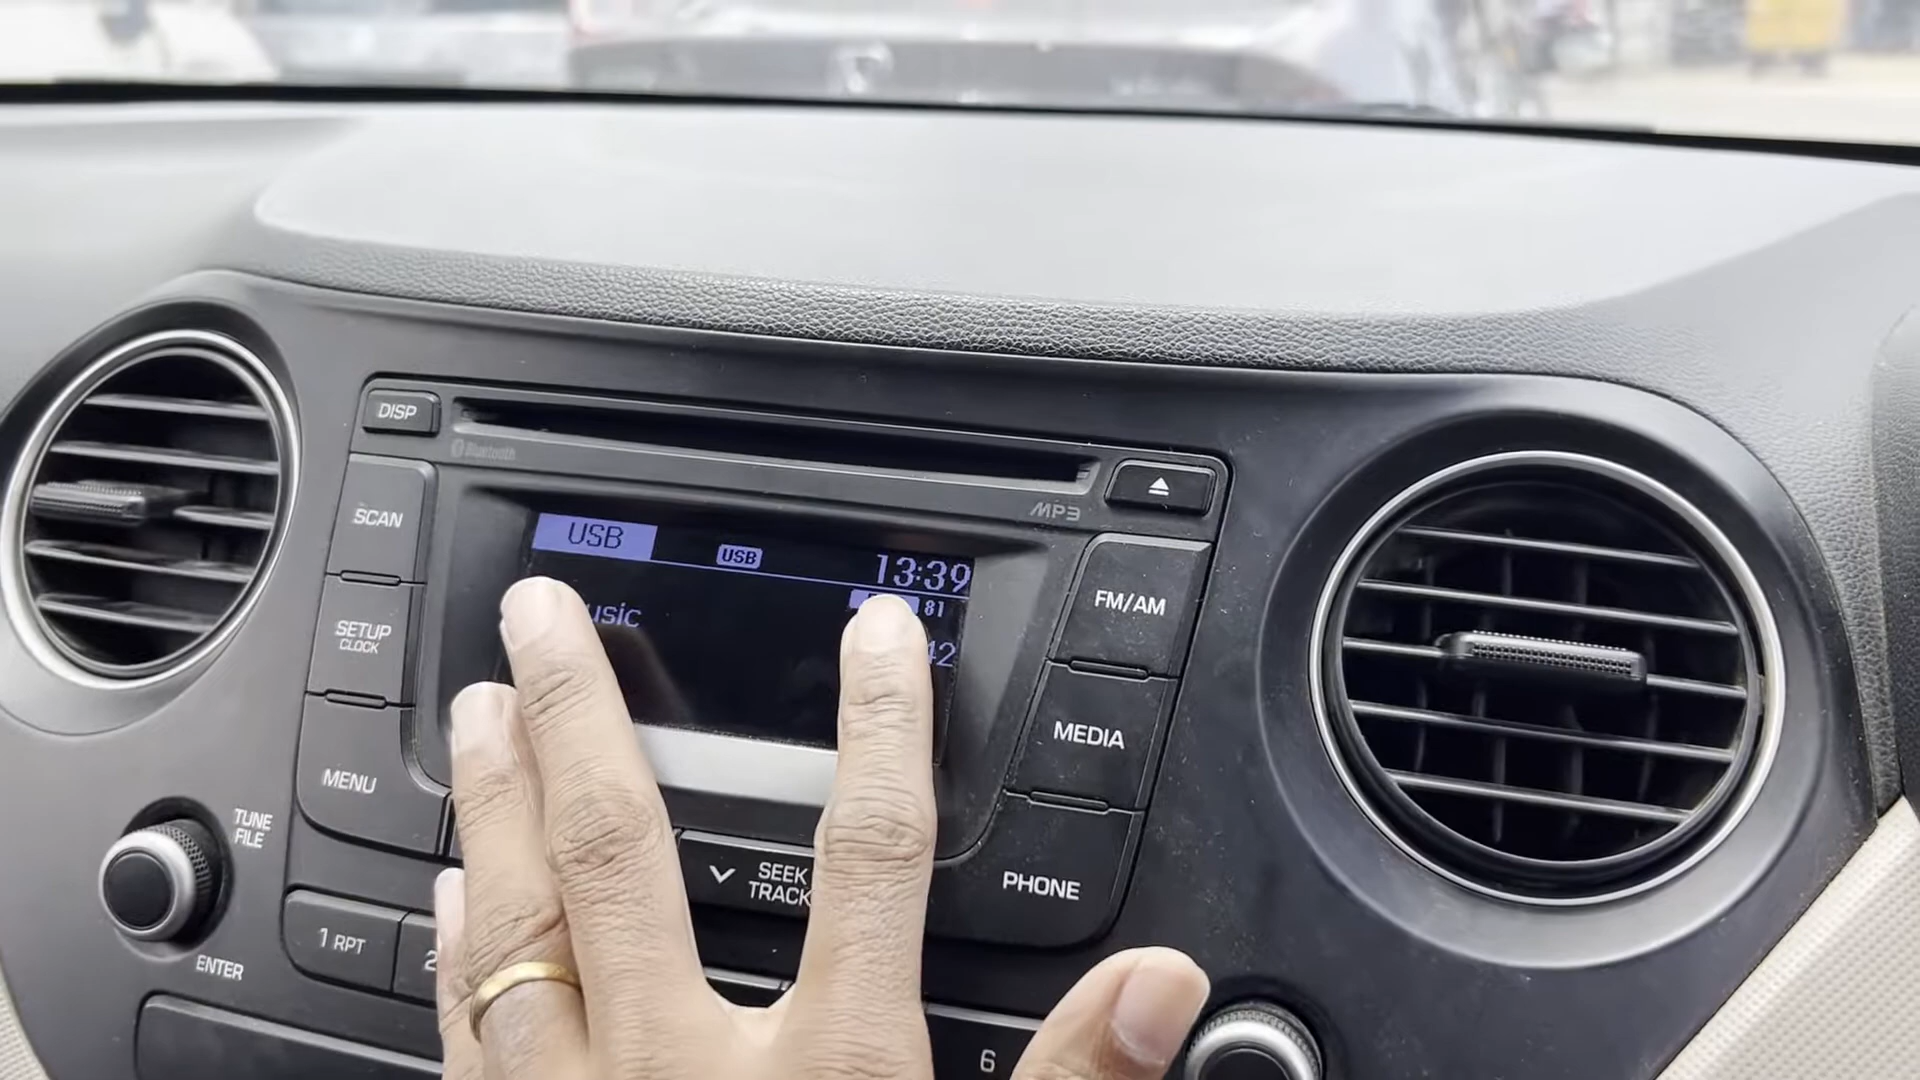 DISP
Bluetooth
MP3
SCAN
USB
USB
13:39
FM/AM
81
usic
42
SETUP
CLOCK
MEDIA
MENU
TUNE
FILE
SEEK
TRACK
PHONE
1 RPT
2
ENTER
6